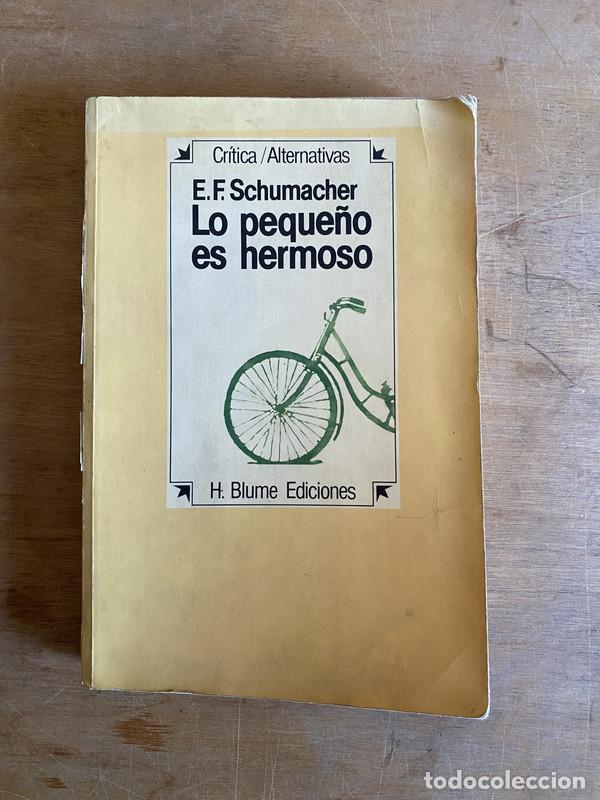 Crítica/Alternativas
E.F. Schumacher
Lo pequeño
es hermoso
H. Blume Ediciones
todocoleccion